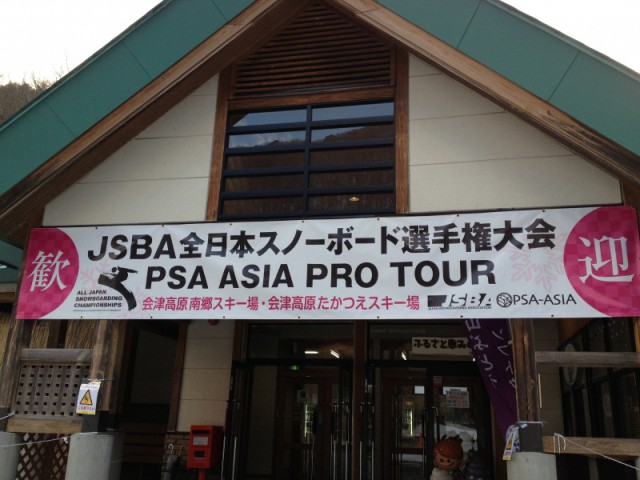 歓
JSBA全日本スノーボード選手権大会
PSA ASIA PRO TOUR
ALL JAPAN
SNOWBOARDING
CHAMPIONSHIPS
会津高原南郷スキー場・会津高原たかつえスキー場
JSBA
PSA-ASIA
迎